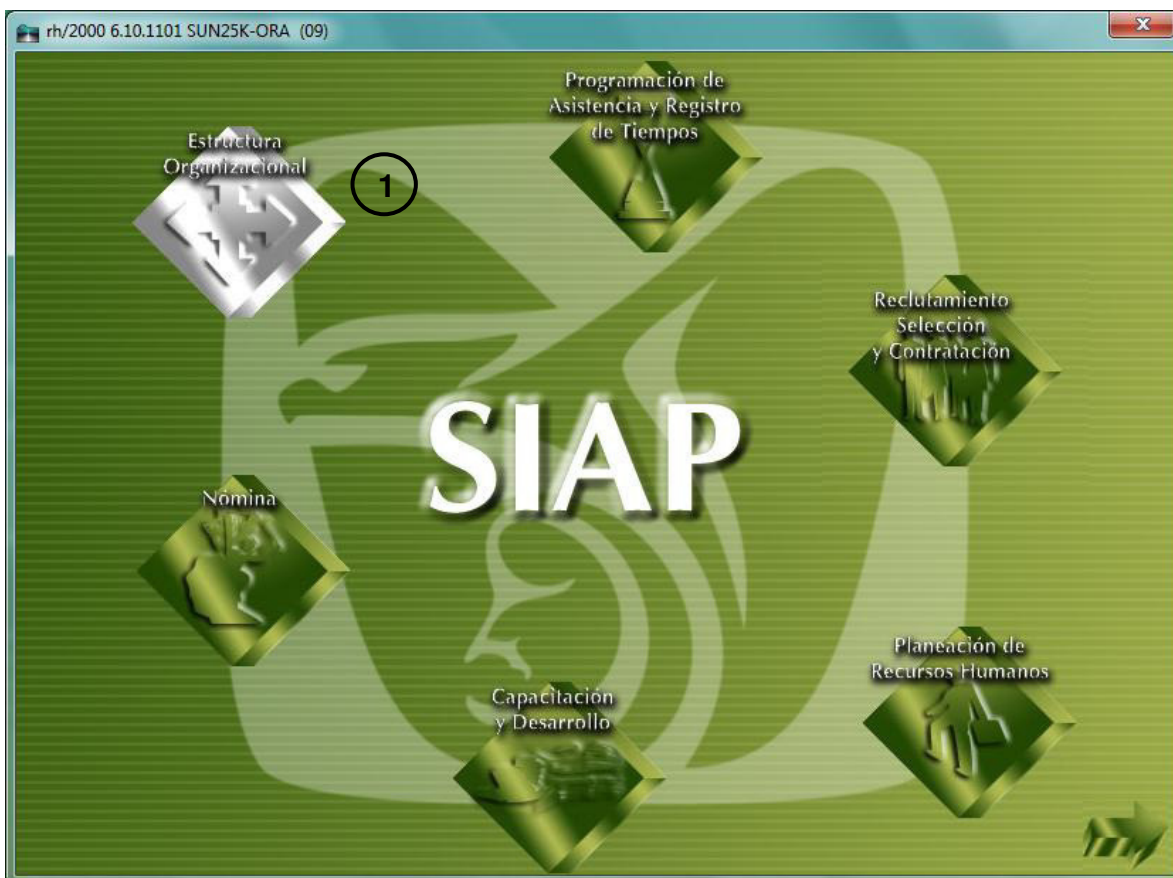 rh/2000 6.10.1101 SUN25K-ORA (09)
Programación de
Asistencia y Registro
de Tiempos
Estructura
Organizacional
1
Reclutamiento
Selección
y Contratación
SIAP
Nómina
Planeación de
Recursos Humanos
Capacitación
y Desarrollo